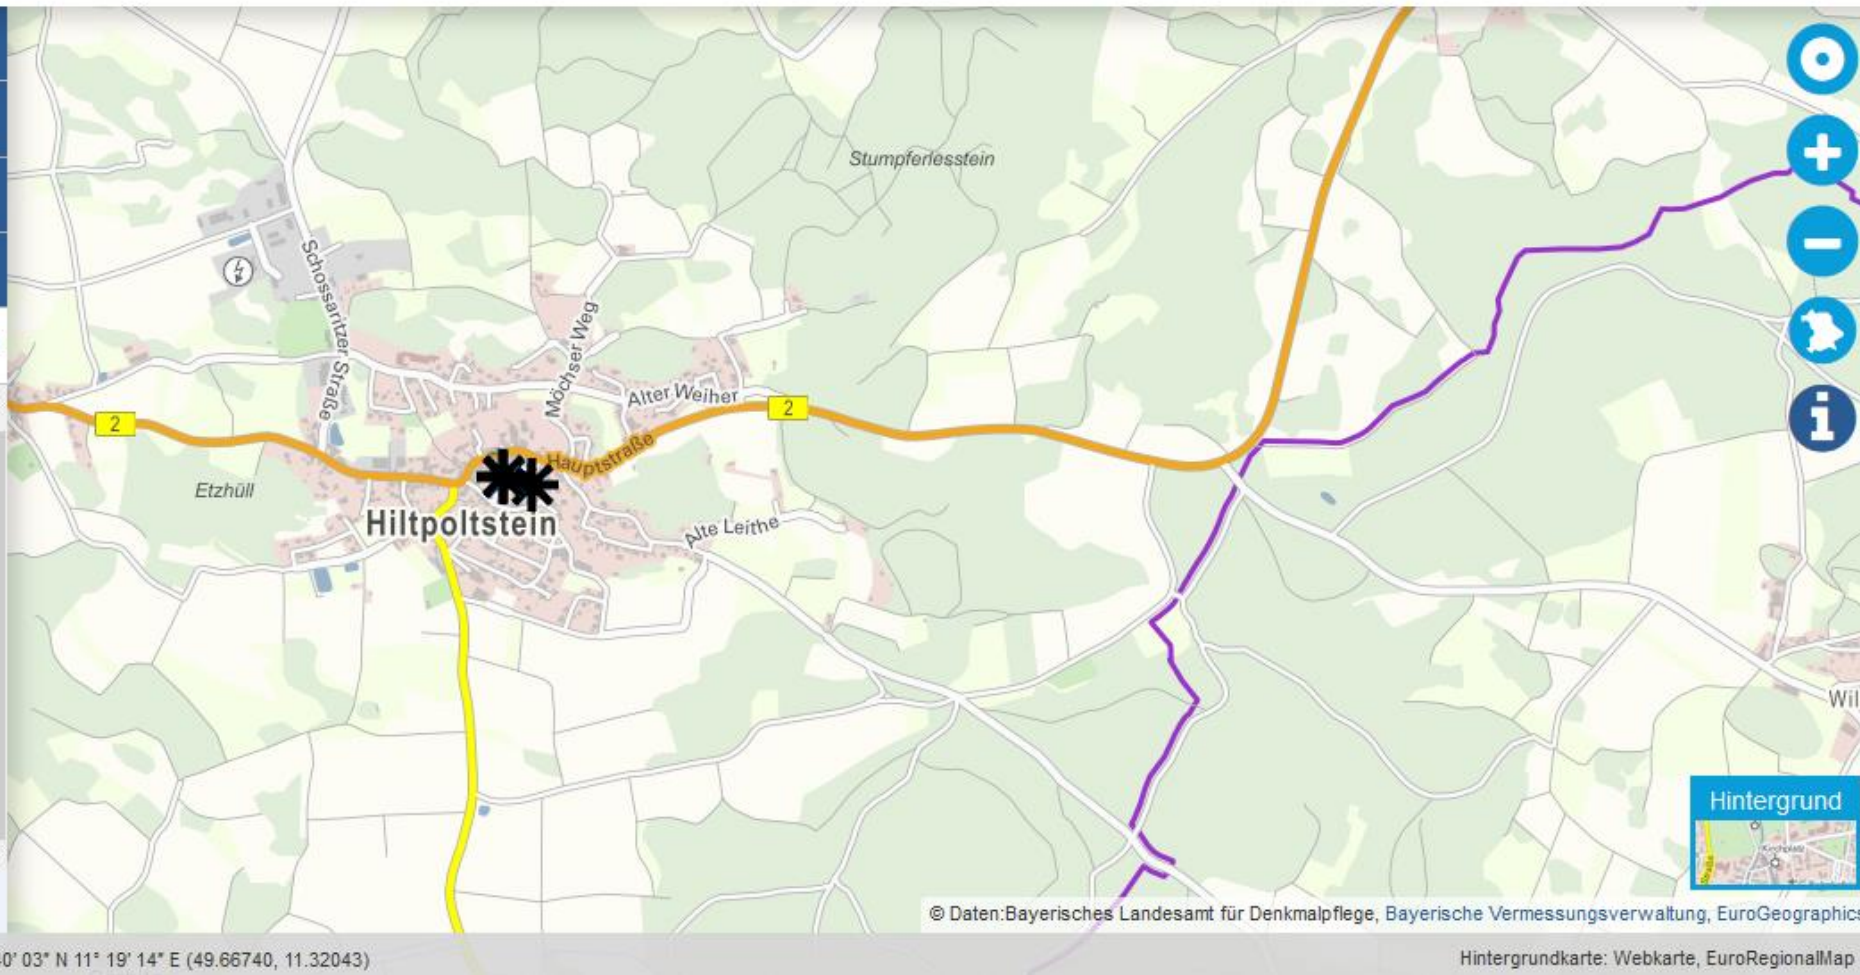 Stumpferlesstein
Schossaritzer Straße
Möchser Weg
Alter Weiher
2
2
Hauptstraße
Etzhüll
Hiltpoltstein
Alte Leithe
Wil
Hintergrund
Kirchplatz
© Daten:Bayerisches Landesamt für Denkmalpflege, Bayerische Vermessungsverwaltung, EuroGeographics
0' 03" N 11° 19' 14" E (49.66740, 11.32043)
Hintergrundkarte: Webkarte, EuroRegionalMap